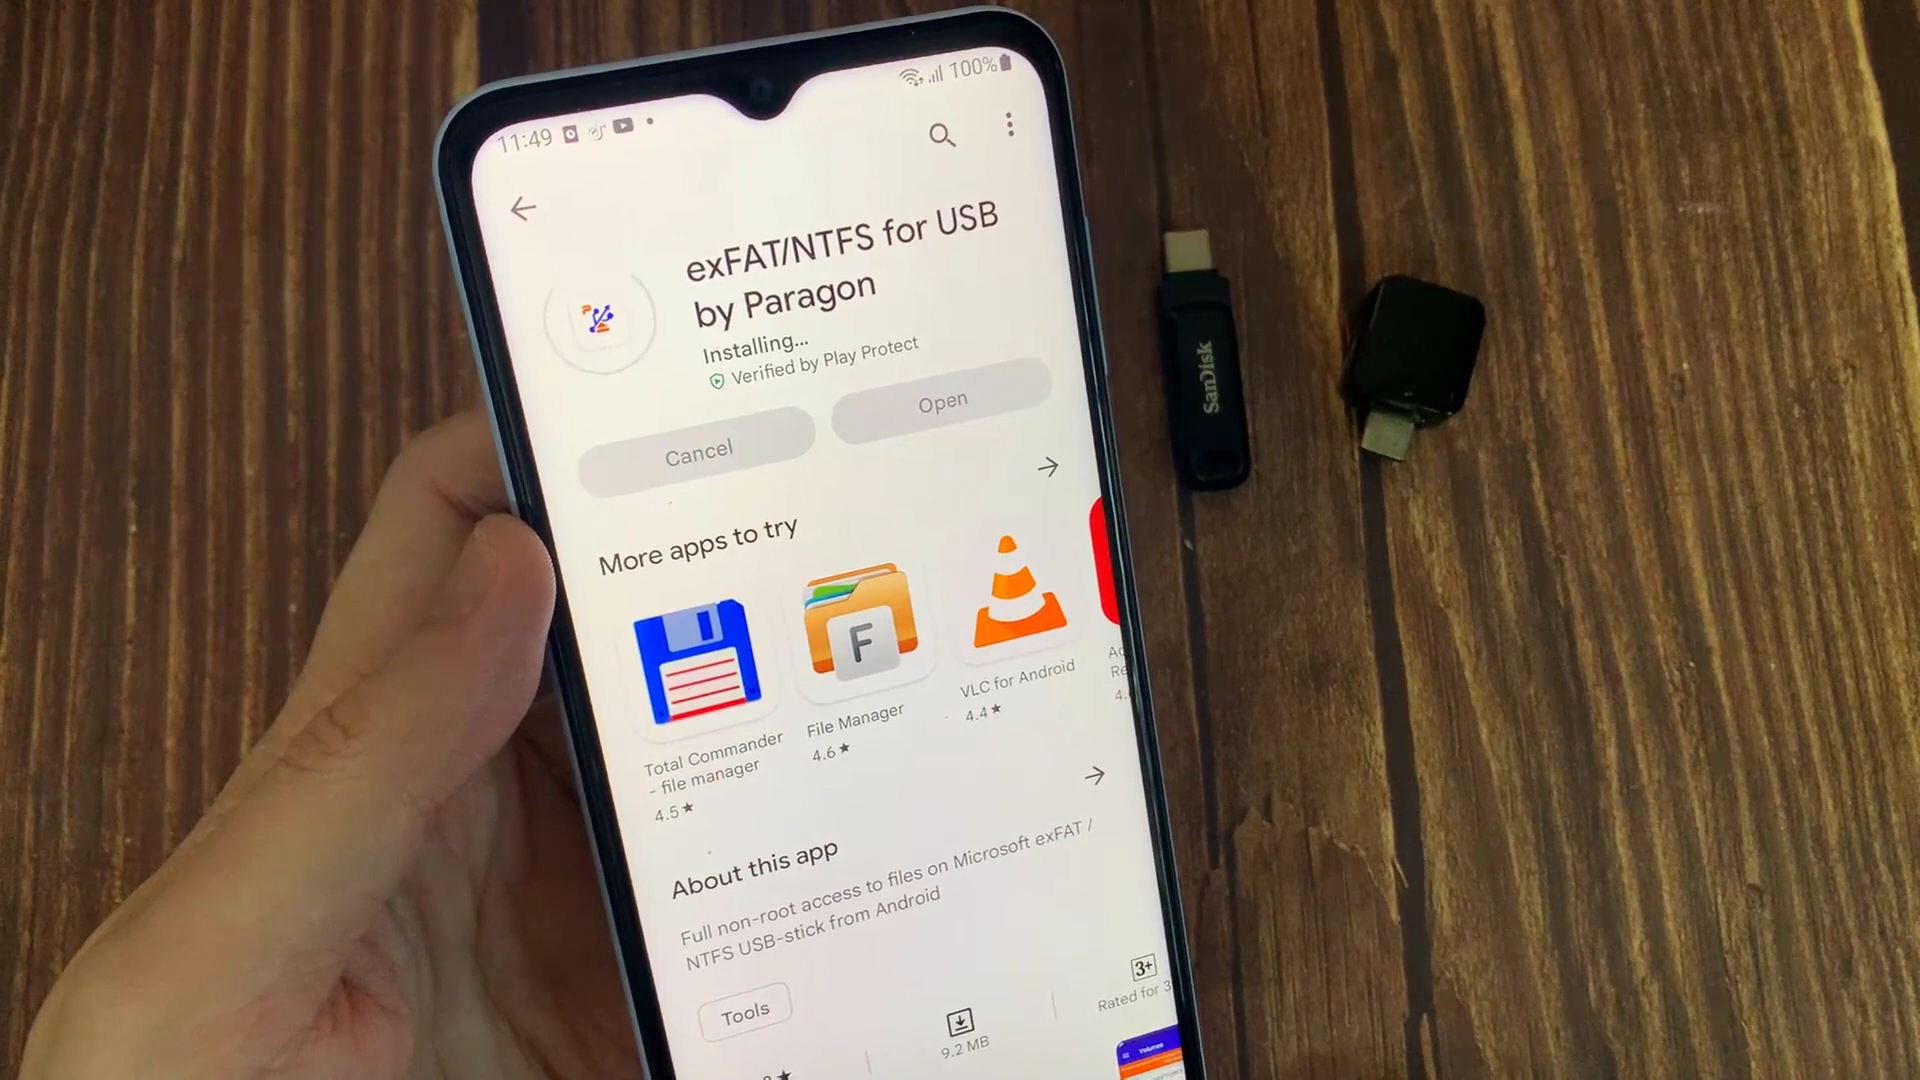 11:49
100%
exFAT/NTFS for USB
by Paragon
Installing...
Verified by Play Protect
Cancel
Open
More apps to try
Total Commander
- file manager
4.5★
File Manager
4.6★
VLC for Android
4.4★
Re
4.
About this app
Full non-root access to files on Microsoft exFAT /
NTFS USB-stick from Android
Tools
9.2 MB
3+
Rated for 3
Volumes
SanDisk
F